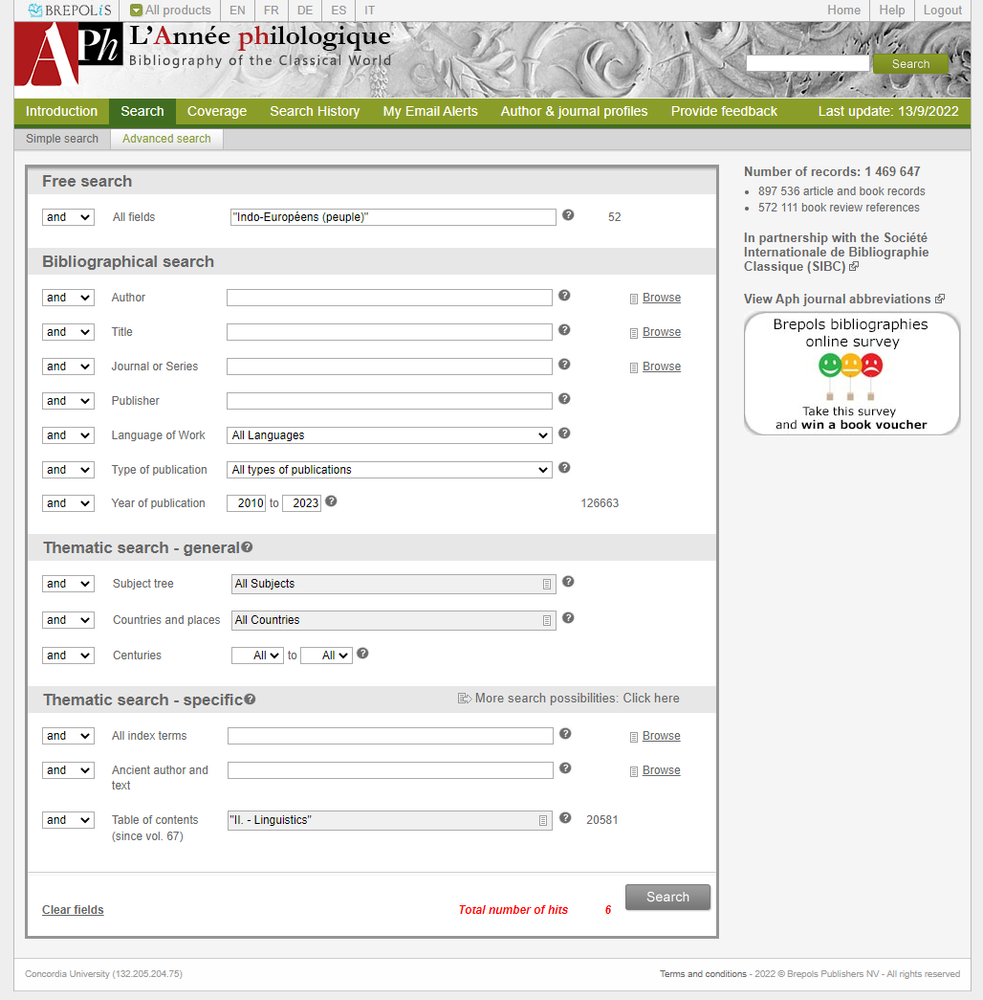 BREPOLiS All products EN FR DE ES IT Home Help Logout
APh L'Année philologique
Bibliography of the Classical World
Search
Introduction Search Coverage Search History My Email Alerts Author & journal profiles Provide feedback Last update: 13/9/2022
Simple search Advanced search
Free search
and All fields "Indo-Européens (peuple)" ? 52
Bibliographical search
and Author ? Browse
and Title ? Browse
and Journal or Series ? Browse
and Publisher ?
and Language of Work All Languages ?
and Type of publication All types of publications ?
and Year of publication 2010 to 2023 ? 126663
Thematic search - general ?
and Subject tree All Subjects ?
and Countries and places All Countries ?
and Centuries All to All ?
Thematic search - specific ? More search possibilities: Click here
and All index terms ? Browse
and Ancient author and ? Browse
text
and Table of contents "II. - Linguistics" ? 20581
(since vol. 67)
Clear fields Total number of hits 6 Search
Number of records: 1 469 647
• 897 536 article and book records
• 572 111 book review references
In partnership with the Société
Internationale de Bibliographie
Classique (SIBC)
View Aph journal abbreviations
Brepols bibliographies
online survey
Take this survey
and win a book voucher
Concordia University (132.205.204.75) Terms and conditions - 2022 © Brepols Publishers NV - All rights reserved